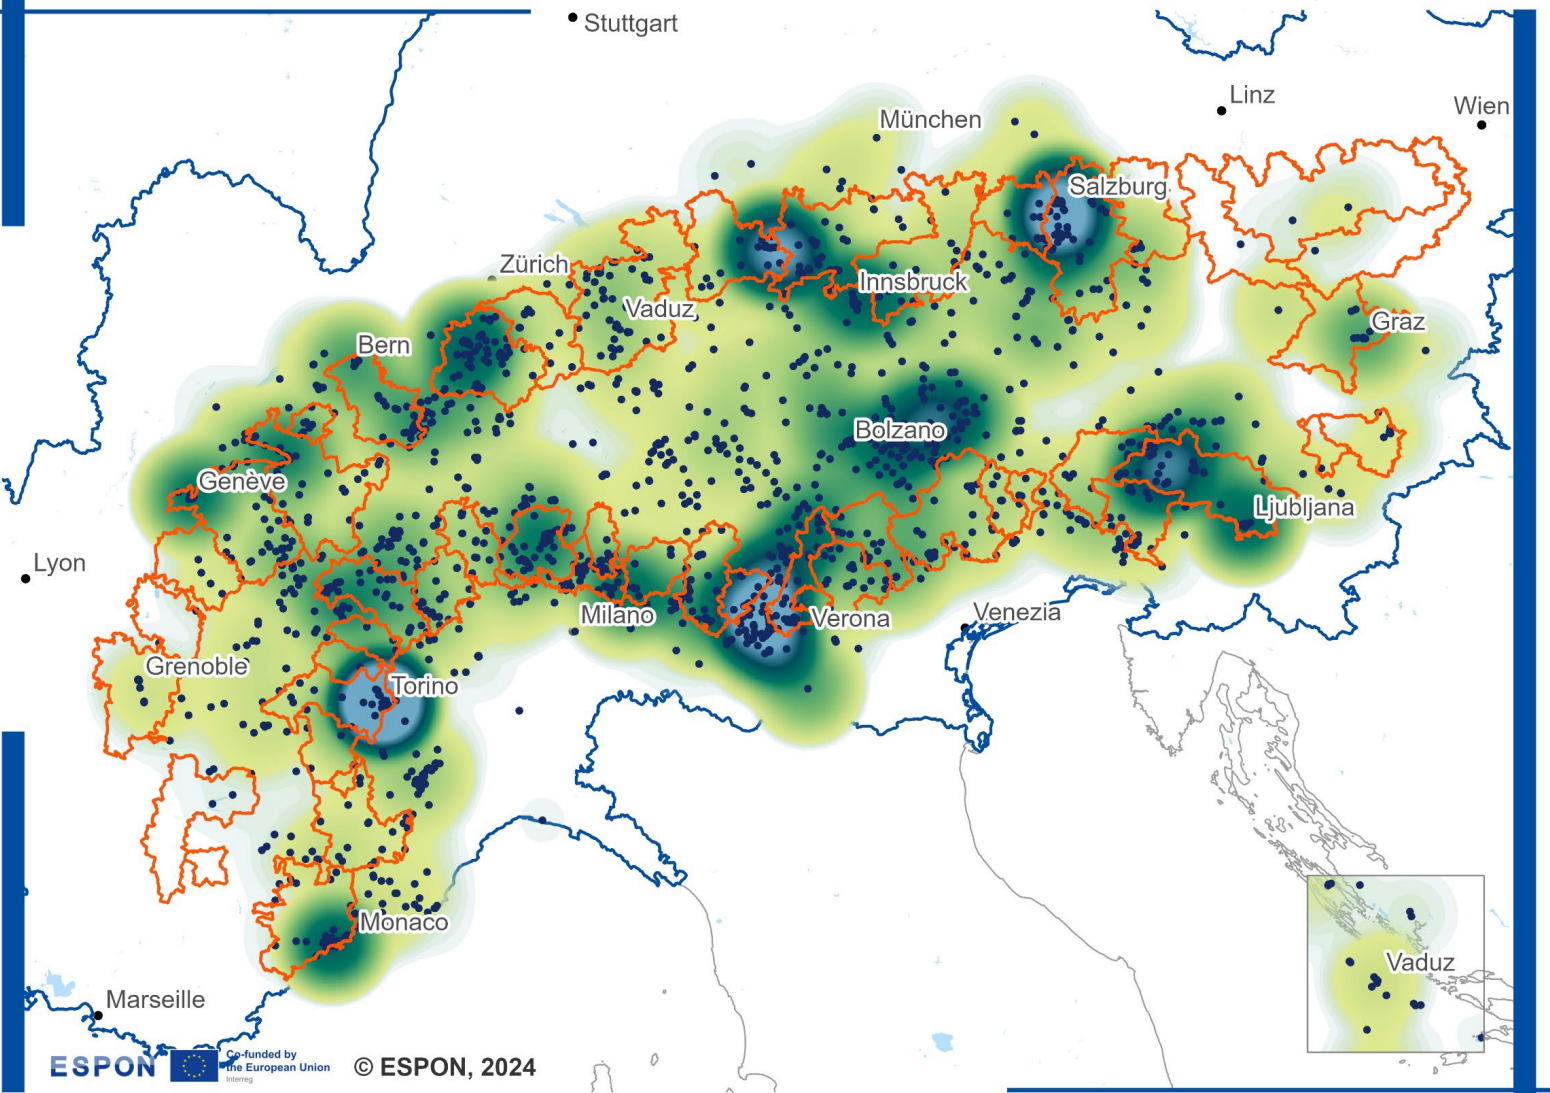 Stuttgart
Linz
Wien
München
Salzburg
Zürich
Innsbruck
Vaduz
Graz
Bern
Bolzano
Genève
Ljubljana
Lyon
Milano
Verona
Venezia
Grenoble
Torino
Monaco
Vaduz
Marseille
ESPON
Co-funded by
the European Union
Interreg
© ESPON, 2024